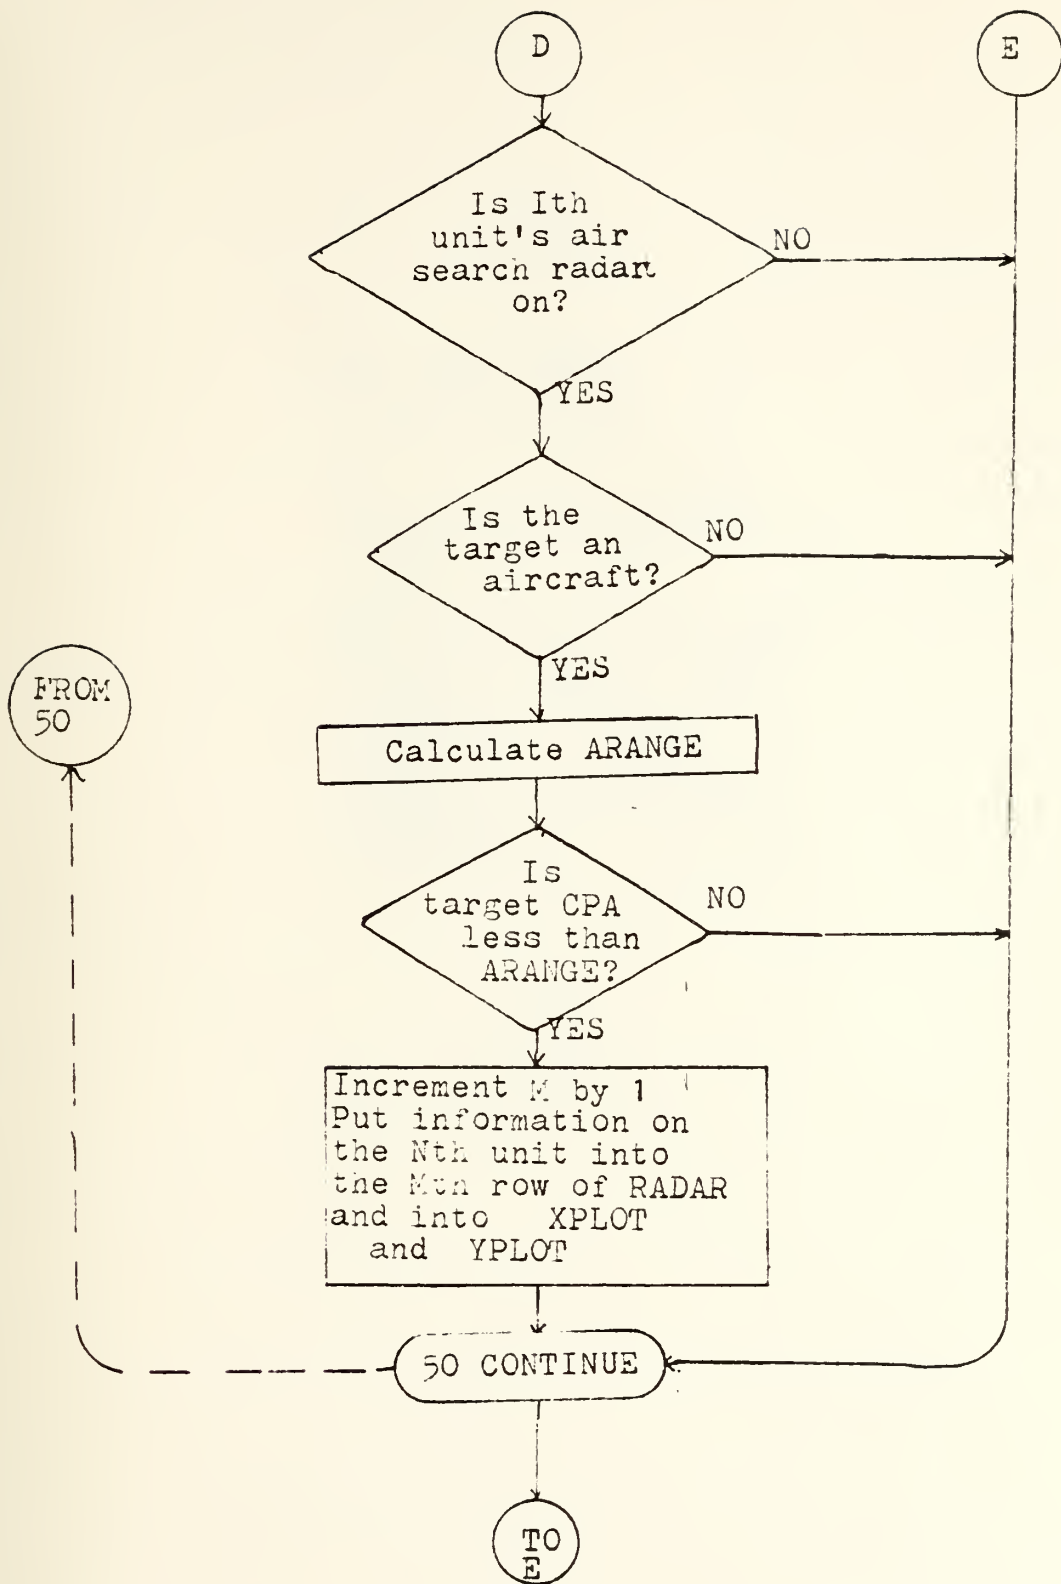 D
E
Is Ith
unit's air
search radar
on?
NO
YES
Is the
target an
aircraft?
NO
YES
FROM
50
Calculate ARANGE
Is
target CPA
less than
ARANGE?
NO
YES
Increment M by 1
Put information on
the Nth unit into
the Mth row of RADAR
and into XPLOT
and YPLOT
50 CONTINUE
TO
E